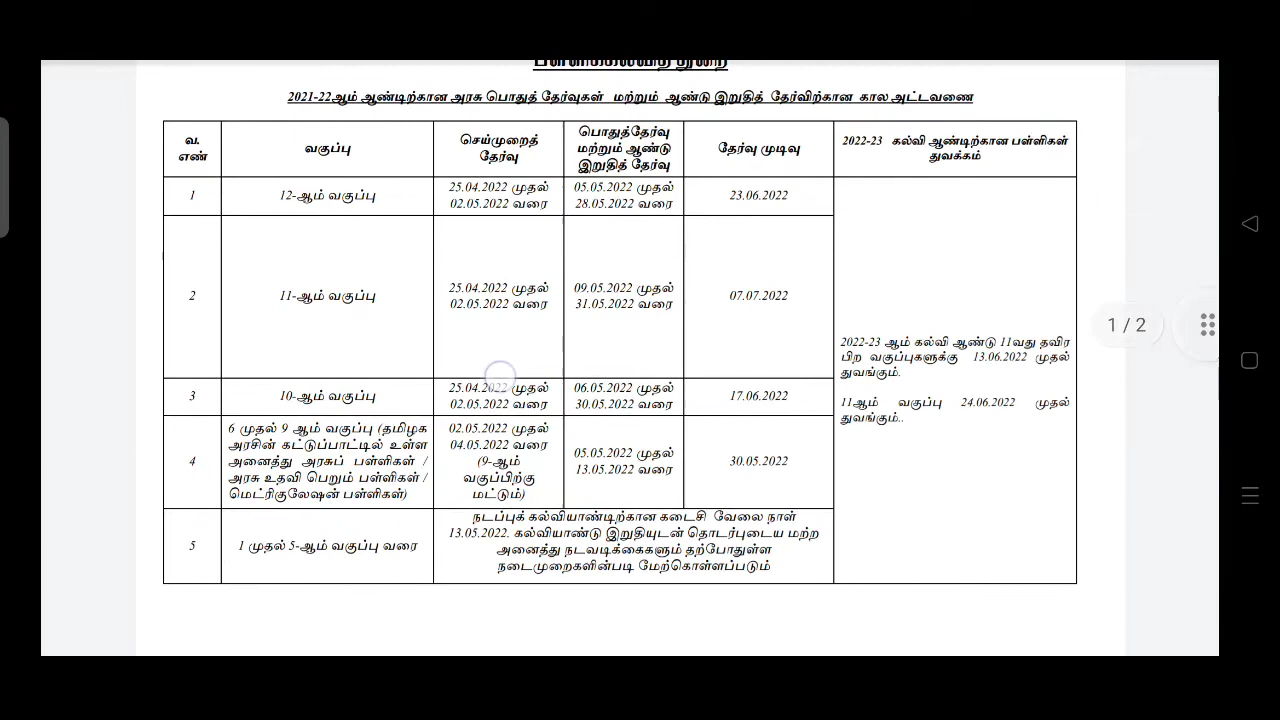 பள்ளிக்கல்வித் துறை
2021-22ஆம் ஆண்டிற்கான அரசு பொதுத் தேர்வுகள் மற்றும் ஆண்டு இறுதித் தேர்விற்கான கால அட்டவணை
வ.
எண்
வகுப்பு
செய்முறைத்
தேர்வு
பொதுத்தேர்வு
மற்றும் ஆண்டு
இறுதித் தேர்வு
தேர்வு முடிவு
2022-23 கல்வி ஆண்டிற்கான பள்ளிகள்
துவக்கம்
1
12-ஆம் வகுப்பு
25.04.2022 முதல்
02.05.2022 வரை
05.05.2022 முதல்
28.05.2022 வரை
23.06.2022
2
11-ஆம் வகுப்பு
25.04.2022 முதல்
02.05.2022 வரை
09.05.2022 முதல்
31.05.2022 வரை
07.07.2022
2022-23 ஆம் கல்வி ஆண்டு 11வது தவிர
பிற வகுப்புகளுக்கு 13.06.2022 முதல்
துவங்கும்.
11ஆம் வகுப்பு 24.06.2022 முதல்
துவங்கும்..
1 / 2
3
10-ஆம் வகுப்பு
25.04.2022 முதல்
02.05.2022 வரை
06.05.2022 முதல்
30.05.2022 வரை
17.06.2022
4
6 முதல் 9 ஆம் வகுப்பு (தமிழக
அரசின் கட்டுப்பாட்டில் உள்ள
அனைத்து அரசுப் பள்ளிகள் /
அரசு உதவி பெறும் பள்ளிகள் /
மெட்ரிகுலேஷன் பள்ளிகள்)
02.05.2022 முதல்
04.05.2022 வரை
(9-ஆம்
வகுப்பிற்கு
மட்டும்)
05.05.2022 முதல்
13.05.2022 வரை
30.05.2022
5
1 முதல் 5-ஆம் வகுப்பு வரை
நடப்புக் கல்வியாண்டிற்கான கடைசி வேலை நாள்
13.05.2022. கல்வியாண்டு இறுதியுடன் தொடர்புடைய மற்ற
அனைத்து நடவடிக்கைகளும் தற்போதுள்ள
நடைமுறைகளின்படி மேற்கொள்ளப்படும்